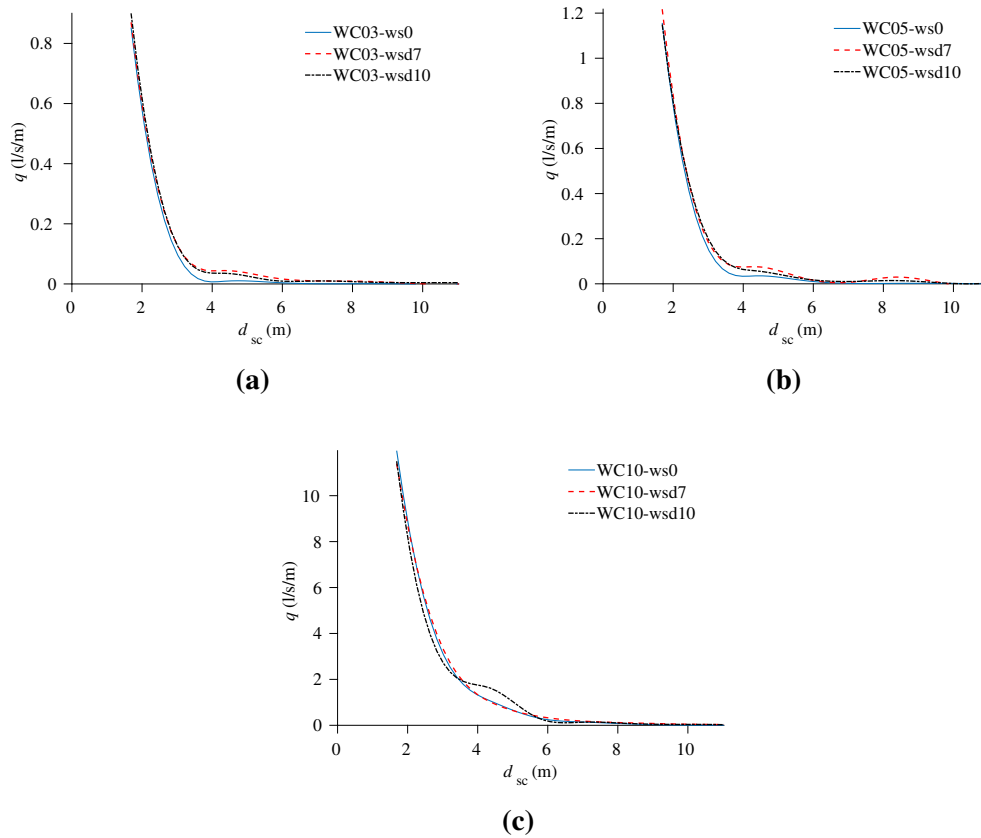 0.8
0.6
0.4
0.2
0
q (l/s/m)
WC03-ws0
WC03-wsd7
WC03-wsd10
0 2 4 6 8 10
d sc (m)
(a)
1.2
1
0.8
0.6
0.4
0.2
0
q (l/s/m)
WC05-ws0
WC05-wsd7
WC05-wsd10
0 2 4 6 8 10
d sc (m)
(b)
10
8
6
4
2
0
q (l/s/m)
WC10-ws0
WC10-wsd7
WC10-wsd10
0 2 4 6 8 10
d sc (m)
(c)